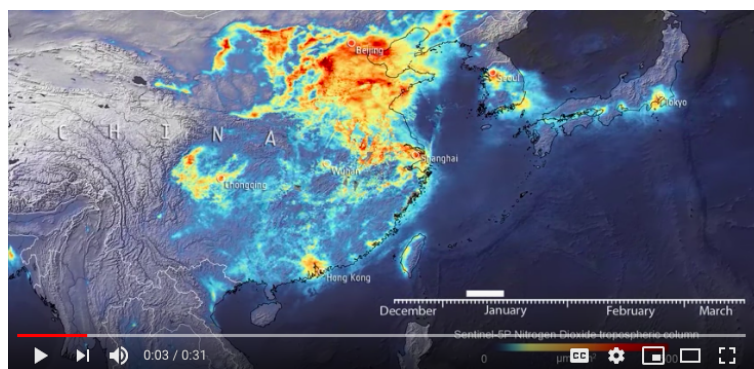 Beijing
Seoul
Tokyo
C H I N A
Shanghai
Wuhan
Chongqing
Hong Kong
December January February March
Sentinel-5P Nitrogen Dioxide tropospheric column
0
0:03 / 0:31
CC